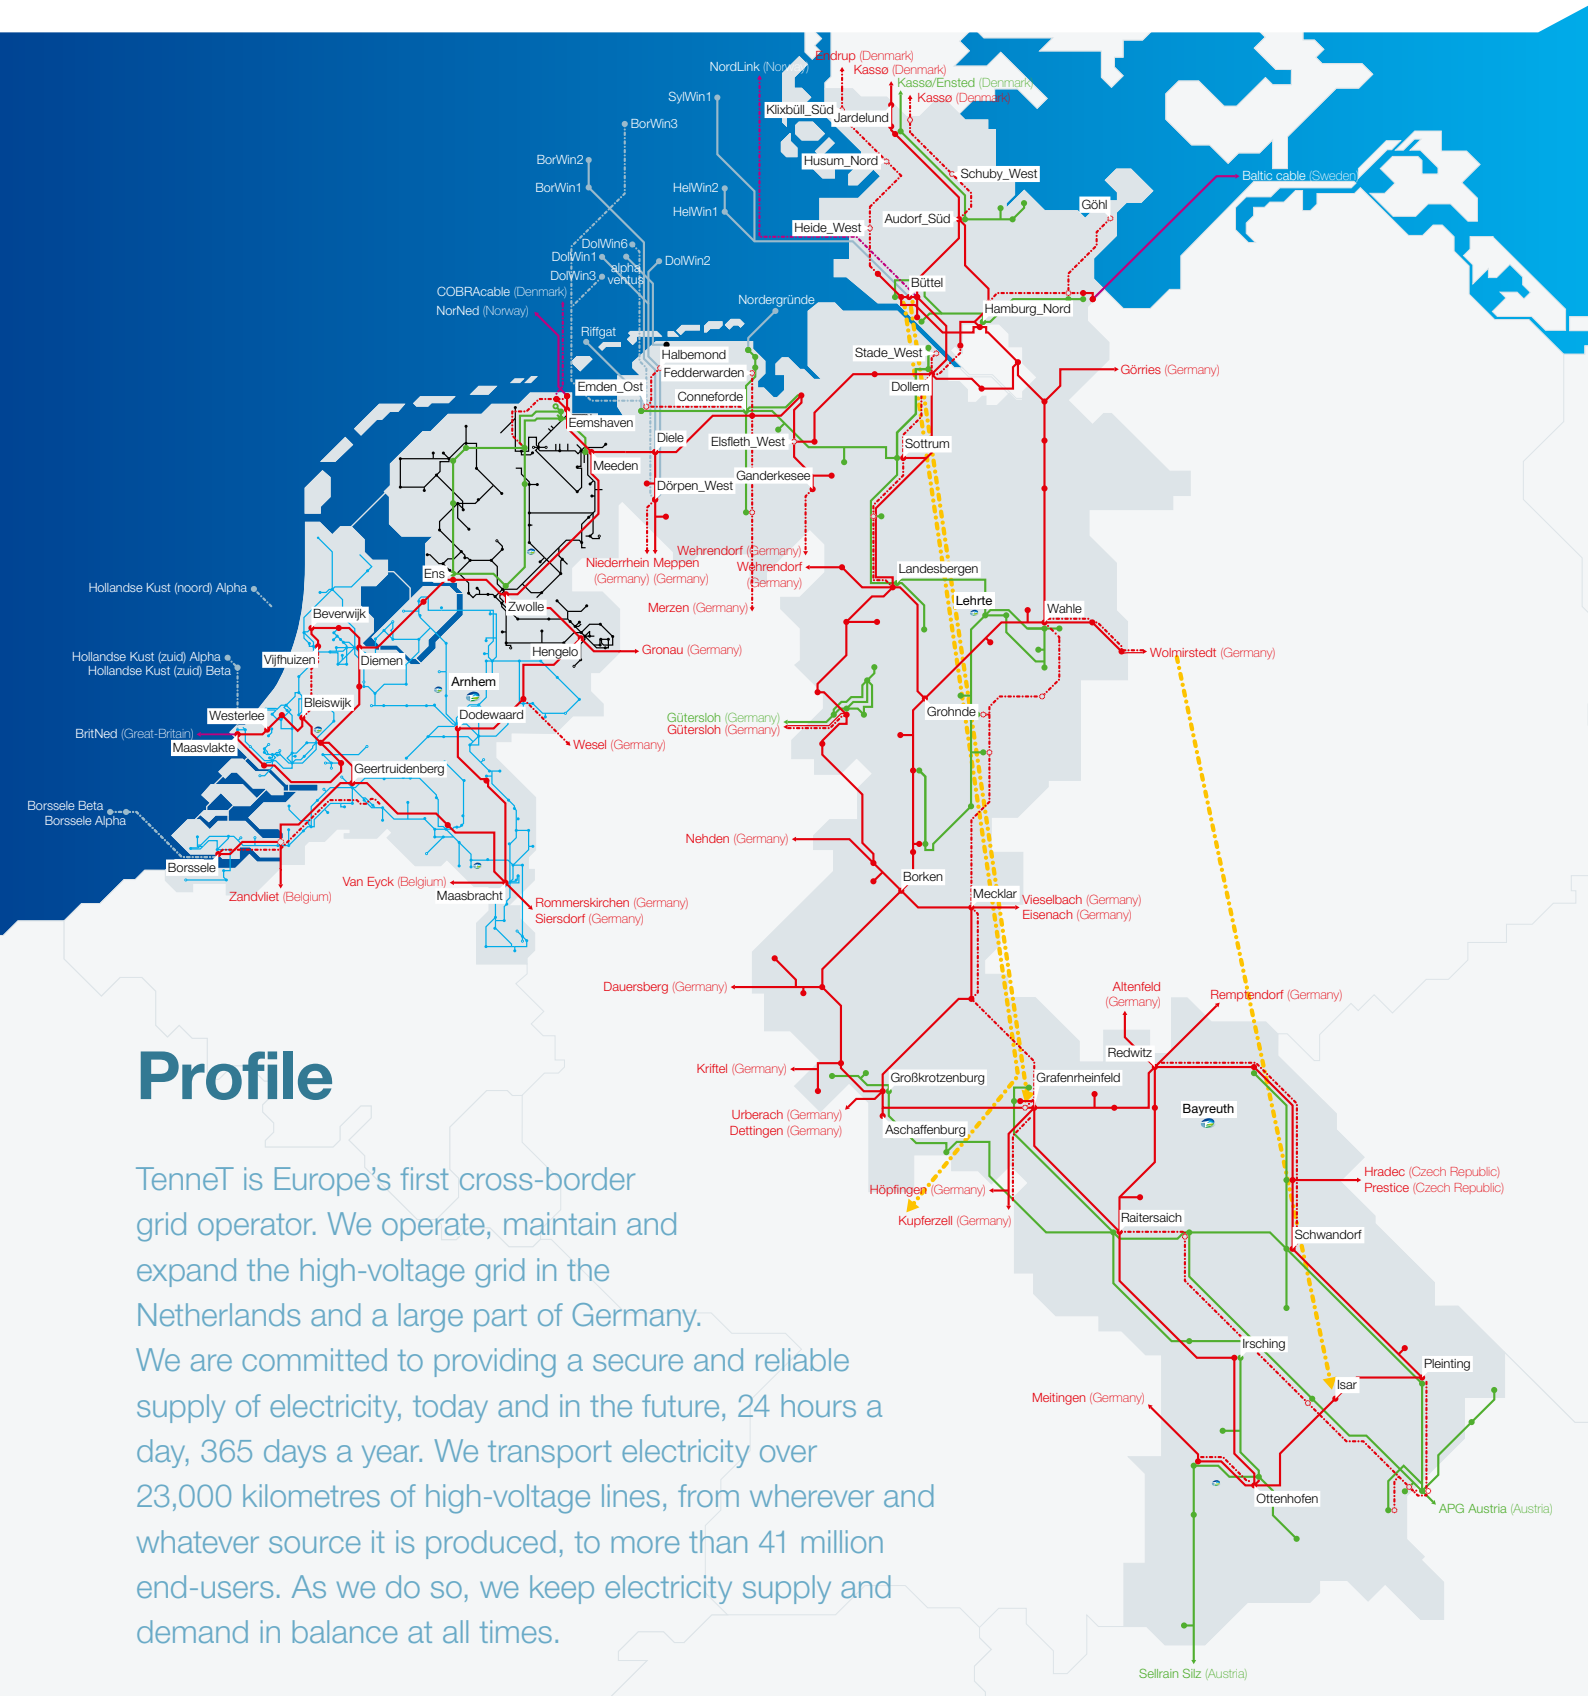 Endrup (Denmark)
NordLink (Norway)
Kassø (Denmark)
Kassø/Ensted (Denmark)
Kassø (Denmark)
SylWin1
Klixbüll_Süd
Jardelund
BorWin3
BorWin2
Husum_Nord
Schuby_West
Baltic cable (Sweden)
BorWin1
HelWin2
HelWin1
Göhl
Audorf_Süd
Heide_West
DolWin6
DolWin1
alpha
ventus
DolWin2
DolWin3
Büttel
COBRAcable (Denmark)
NorNed (Norway)
Nordergründe
Hamburg_Nord
Riffgat
Halbemond
Stade_West
Fedderwarden
Görries (Germany)
Emden_Ost
Conneforde
Dollern
Eemshaven
Diele
Elsfleth_West
Sottrum
Meeden
Ganderkesee
Dörpen_West
Wehrendorf (Germany)
Niederrhein Meppen
(Germany) (Germany)
Wehrendorf
(Germany)
Landesbergen
Ens
Hollandse Kust (noord) Alpha
Lehrte
Zwolle
Merzen (Germany)
Wahle
Beverwijk
Hengelo
Gronau (Germany)
Wolmirstedt (Germany)
Hollandse Kust (zuid) Alpha
Hollandse Kust (zuid) Beta
Vijfhuizen
Diemen
Arnhem
Bleiswijk
Westerlee
Dodewaard
Grohnde
Gütersloh (Germany)
Gütersloh (Germany)
BritNed (Great-Britain)
Maasvlakte
Wesel (Germany)
Geertruidenberg
Borssele Beta
Borssele Alpha
Nehden (Germany)
Borssele
Van Eyck (Belgium)
Zandvliet (Belgium)
Maasbracht
Rommerskirchen (Germany)
Siersdorf (Germany)
Borken
Mecklar
Vieselbach (Germany)
Eisenach (Germany)
Dauersberg (Germany)
Altenfeld
(Germany)
Remptendorf (Germany)
Redwitz
Kriftel (Germany)
Großkrotzenburg
Grafenrheinfeld
Urberach (Germany)
Dettingen (Germany)
Aschaffenburg
Bayreuth
Höpfingen (Germany)
Kupferzell (Germany)
Hradec (Czech Republic)
Prestice (Czech Republic)
Raitersaich
Schwandorf
Irsching
Pleinting
Isar
Meitingen (Germany)
Ottenhofen
APG Austria (Austria)
Sellrain Silz (Austria)
Profile
TenneT is Europe’s first cross-border
grid operator. We operate, maintain and
expand the high-voltage grid in the
Netherlands and a large part of Germany.
We are committed to providing a secure and reliable
supply of electricity, today and in the future, 24 hours a
day, 365 days a year. We transport electricity over
23,000 kilometres of high-voltage lines, from wherever and
whatever source it is produced, to more than 41 million
end-users. As we do so, we keep electricity supply and
demand in balance at all times.